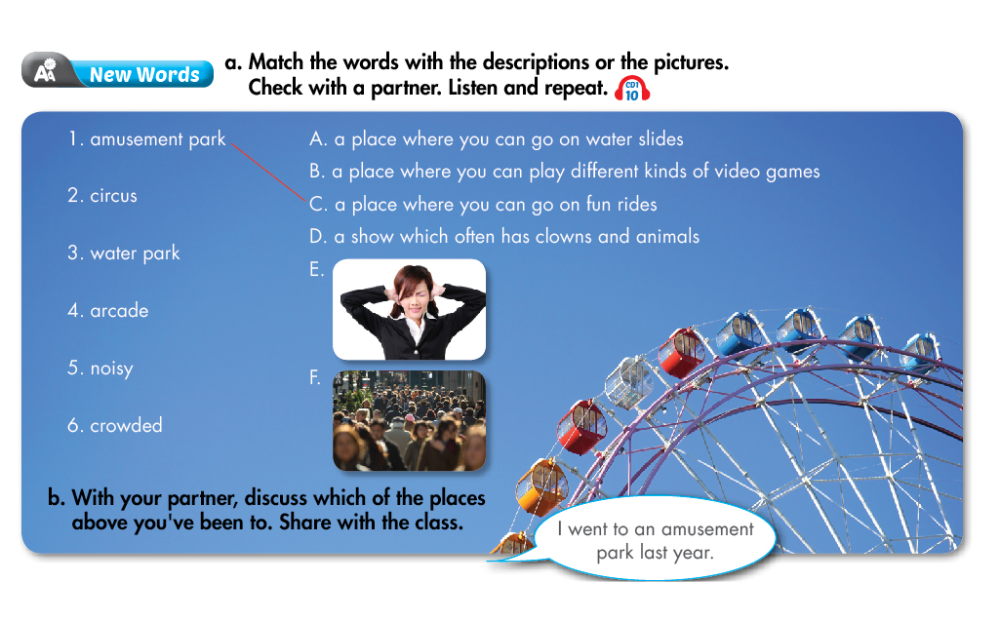 AA New Words
a. Match the words with the descriptions or the pictures.
Check with a partner. Listen and repeat. CD1 10
1. amusement park
2. circus
3. water park
4. arcade
5. noisy
6. crowded
A. a place where you can go on water slides
B. a place where you can play different kinds of video games
C. a place where you can go on fun rides
D. a show which often has clowns and animals
E.
F.
b. With your partner, discuss which of the places
above you've been to. Share with the class.
I went to an amusement
park last year.